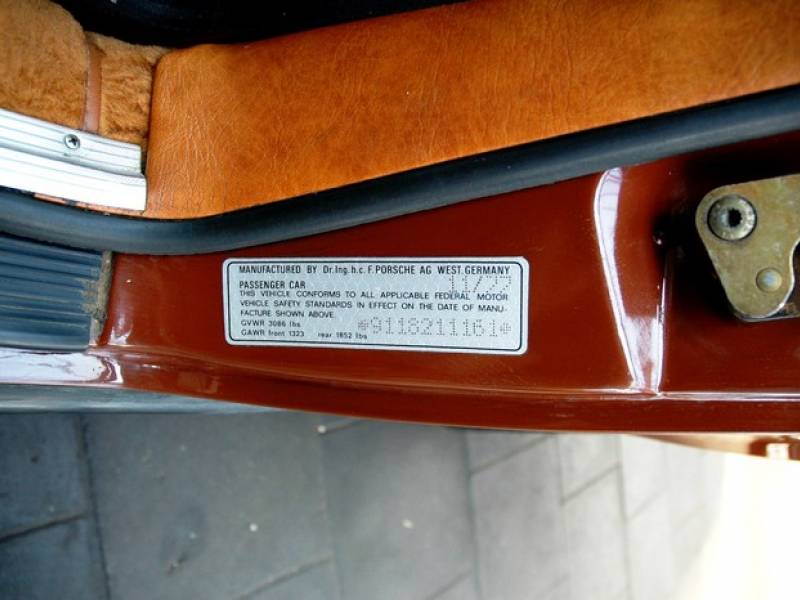 MANUFACTURED BY Dr.Ing.h.c.F.PORSCHE AG WEST GERMANY
PASSENGER CAR 11/77
THIS VEHICLE CONFORMS TO ALL APPLICABLE FEDERAL MOTOR
VEHICLE SAFETY STANDARDS IN EFFECT ON THE DATE OF MANU-
FACTURE SHOWN ABOVE.
GVWR 3086 lbs *9118211161*
GAWR front 1323 rear 1852 lbs